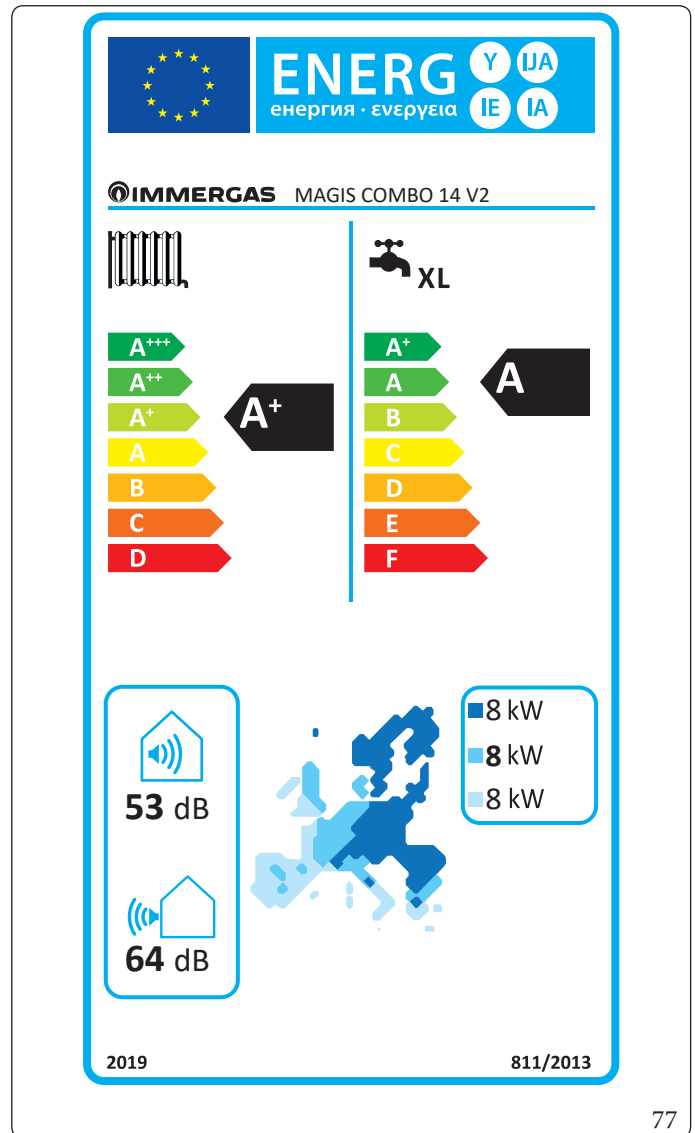 ENERG Y IJA
енергия · ενεργεια IE IA
IMMERGAS MAGIS COMBO 14 V2
XL
A+++
A++
A+
A
B
C
D
A+
A+
A
B
C
D
E
F
A
53 dB
64 dB
8 kW
8 kW
8 kW
2019
811/2013
77